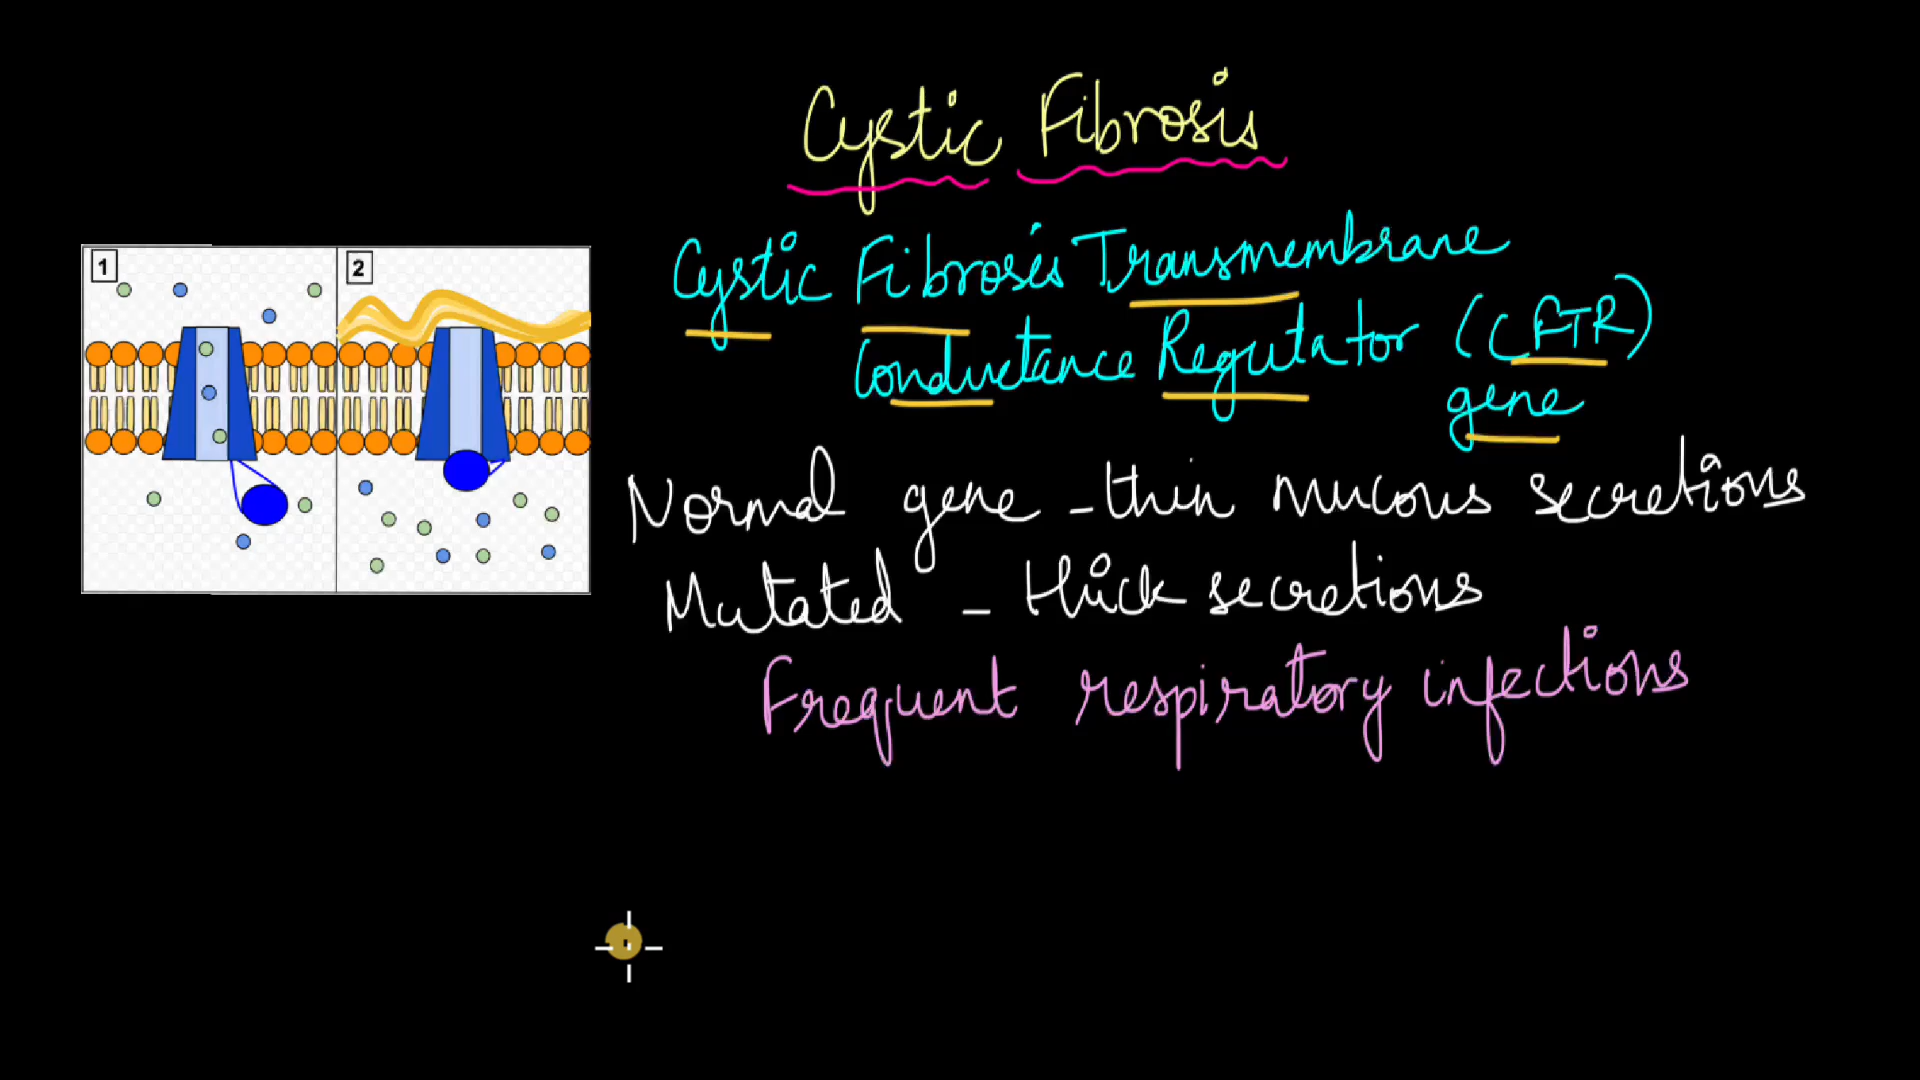 Cystic Fibrosis
1
2
Cystic Fibrosis Transmembrane
Conductance Regulator (CFTR)
gene
Normal gene - thin mucous secretions
Mutated - thick secretions
Frequent respiratory infections